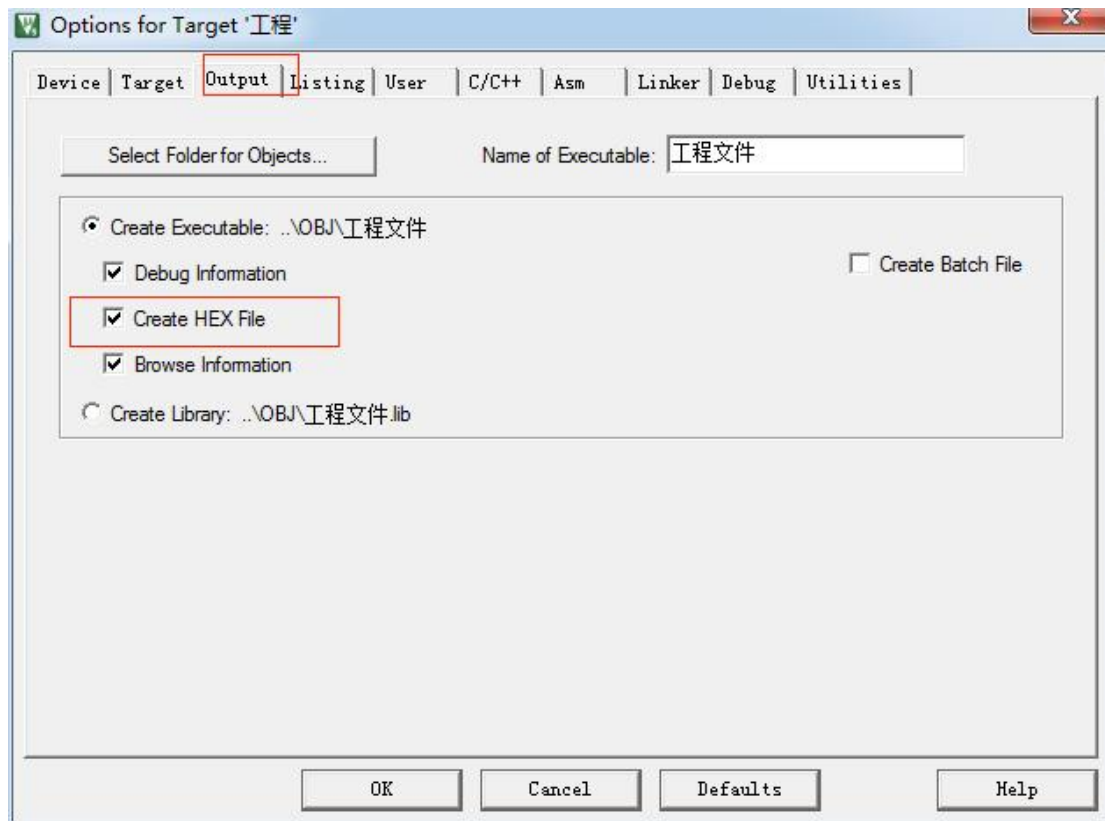 Options for Target '工程'
Device Target Output Listing User C/C++ Asm Linker Debug Utilities
Select Folder for Objects... Name of Executable: 工程文件
Create Executable: ..\OBJ\工程文件
Debug Information Create Batch File
Create HEX File
Browse Information
Create Library: ..\OBJ\工程文件.lib
OK Cancel Defaults Help